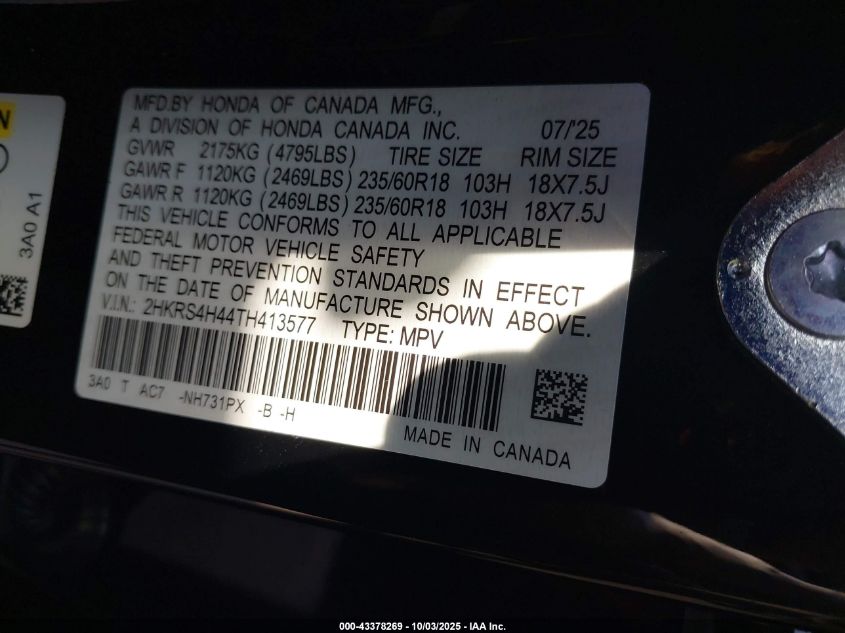 N
3A0 A1
MFD.BY HONDA OF CANADA MFG.,
A DIVISION OF HONDA CANADA INC. 07/'25
GVWR 2175KG (4795LBS) TIRE SIZE RIM SIZE
GAWR F 1120KG (2469LBS) 235/60R18 103H 18X7.5J
GAWR R 1120KG (2469LBS) 235/60R18 103H 18X7.5J
THIS VEHICLE CONFORMS TO ALL APPLICABLE
FEDERAL MOTOR VEHICLE SAFETY
AND THEFT PREVENTION STANDARDS IN EFFECT
ON THE DATE OF MANUFACTURE SHOWN ABOVE.
V.I.N.: 2HKRS4H44TH413577 TYPE: MPV
3A0 T AC7 -NH731PX -B -H
MADE IN CANADA
000-43378269 - 10/03/2025 - IAA Inc.